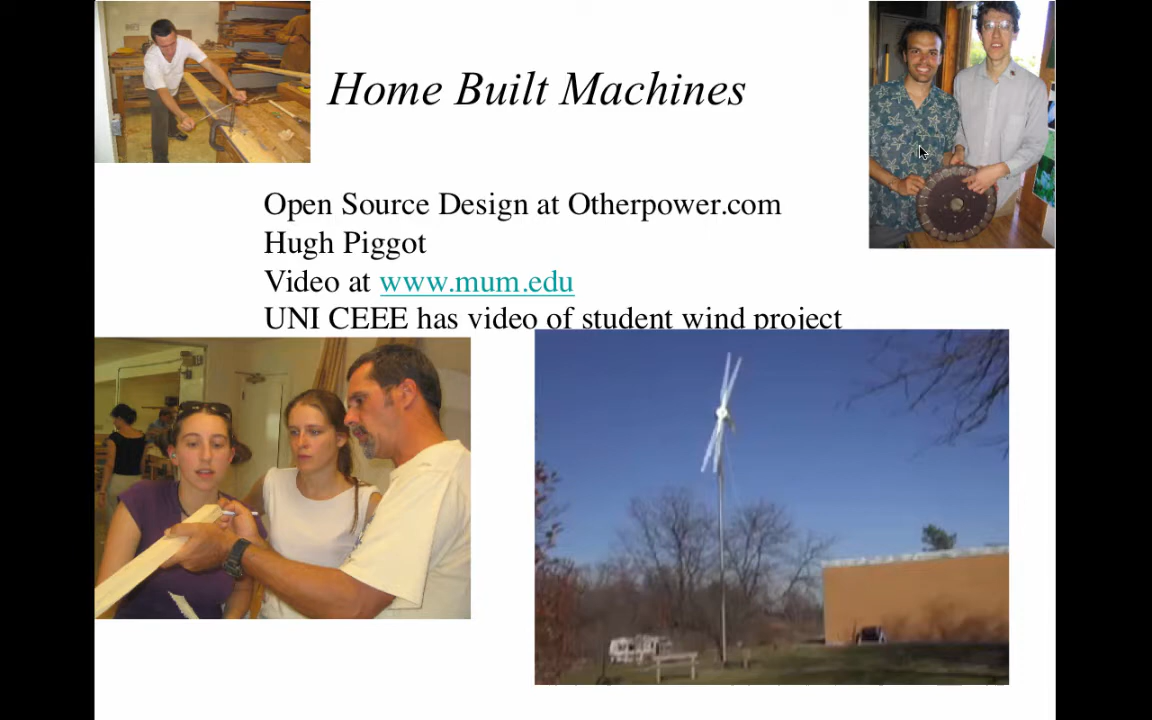 Home Built Machines
Open Source Design at Otherpower.com
Hugh Piggot
Video at www.mum.edu
UNI CEEE has video of student wind project